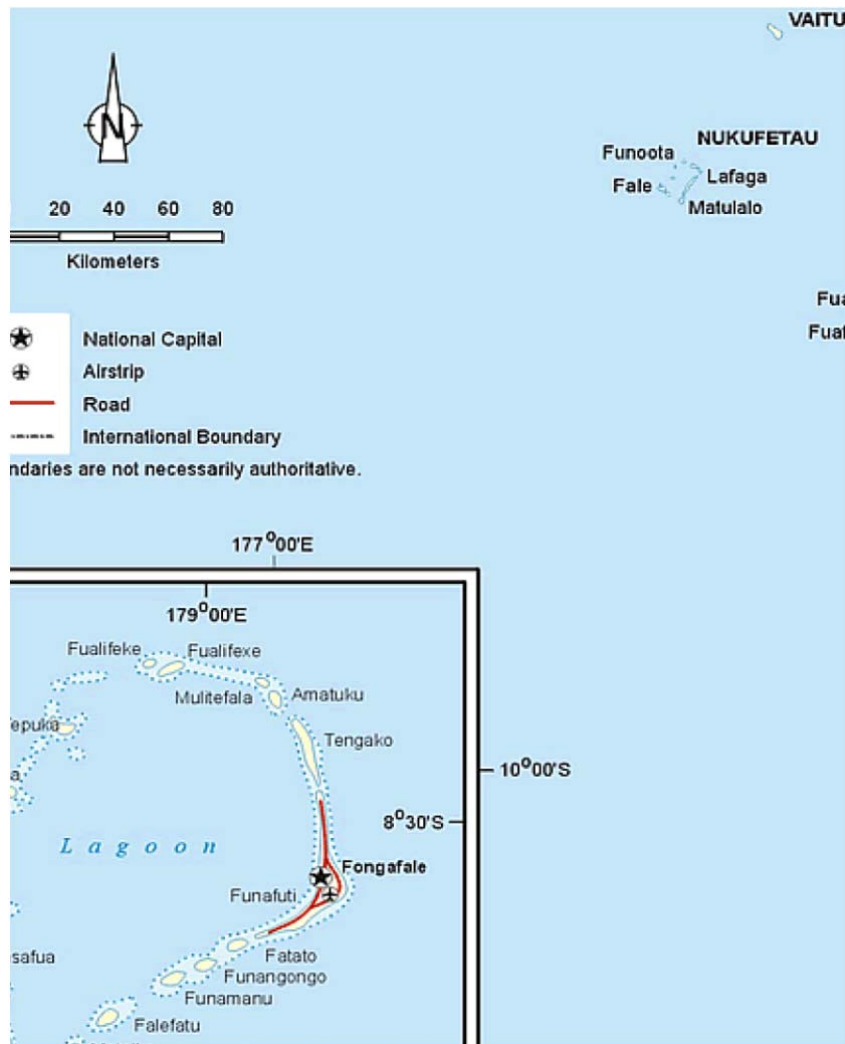 VAITU
N
NUKUFETAU
Funoota
Lafaga
Fale
Matulalo
20 40 60 80
Kilometers
Fua
Fuaf
National Capital
Airstrip
Road
International Boundary
ndaries are not necessarily authoritative.
177°00'E
179°00'E
Fualifeke
Fualifexe
Mulitefala
Amatuku
epuka
Tengako
a
10°00'S
8°30'S
Lagoon
Fongafale
Funafuti
safua
Fatato
Funangongo
Funamanu
Falefatu